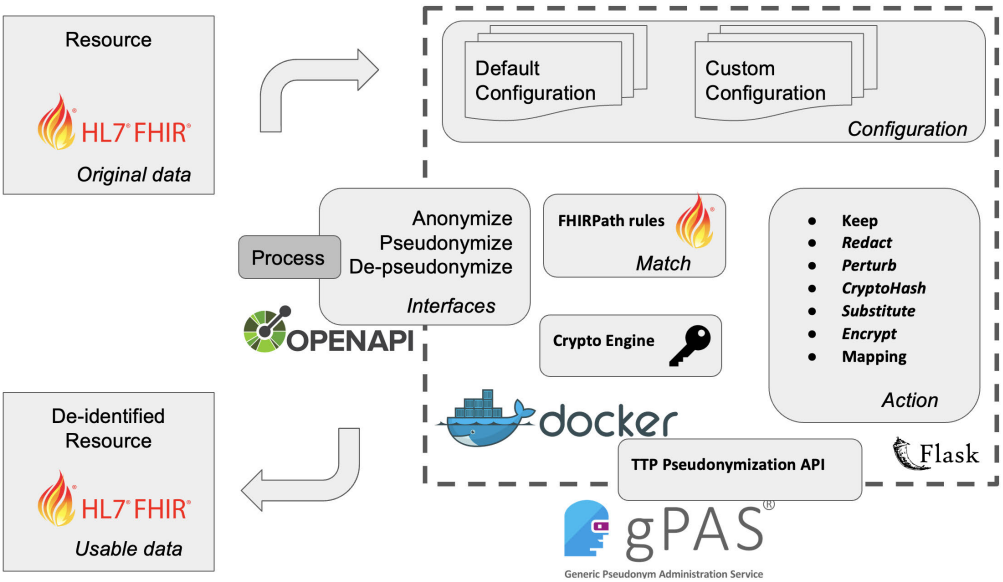 Resource
HL7® FHIR®
Original data
Default
Configuration
Custom
Configuration
Configuration
Process
Anonymize
Pseudonymize
De-pseudonymize
Interfaces
OPENAPI
FHIRPath rules
Match
Crypto Engine
● Keep
● Redact
● Perturb
● CryptoHash
● Substitute
● Encrypt
● Mapping
Action
De-identified
Resource
HL7® FHIR®
Usable data
docker
Flask
TTP Pseudonymization API
gPAS®
Generic Pseudonym Administration Service